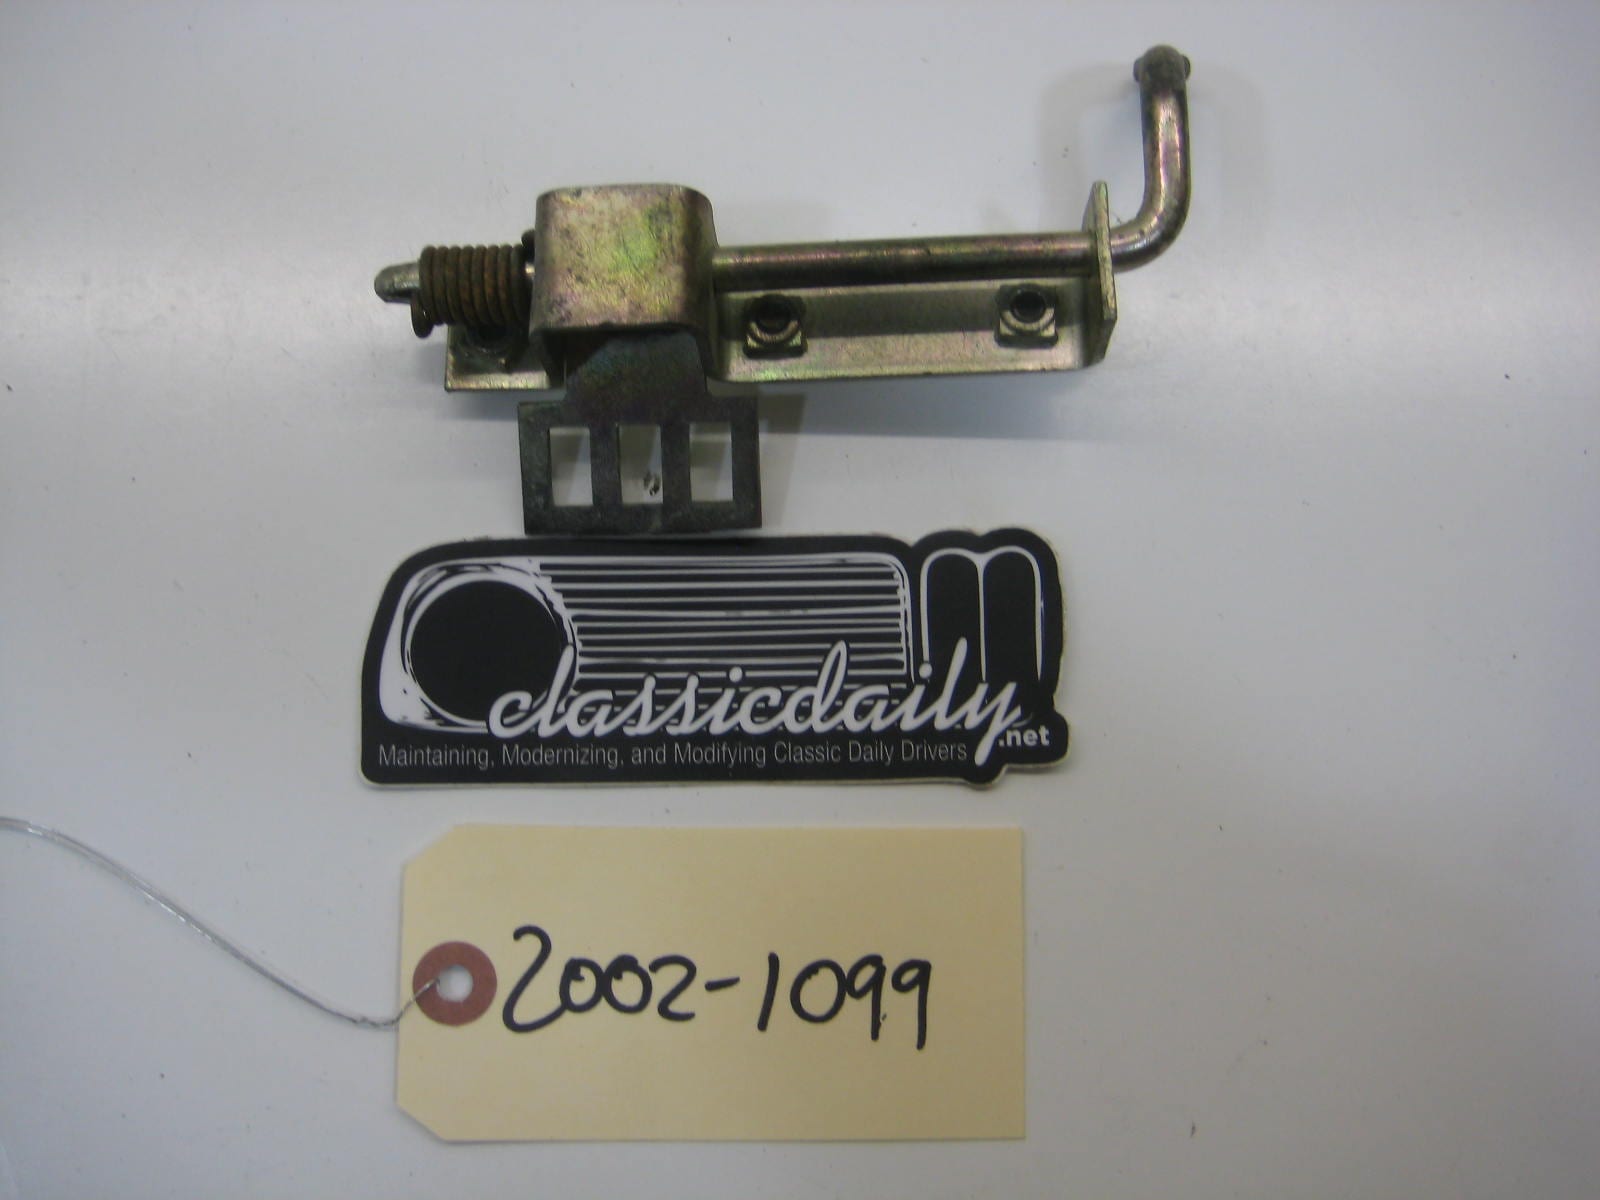 classicdaily
.net
Maintaining, Modernizing, and Modifying Classic Daily Drivers
2002-1099